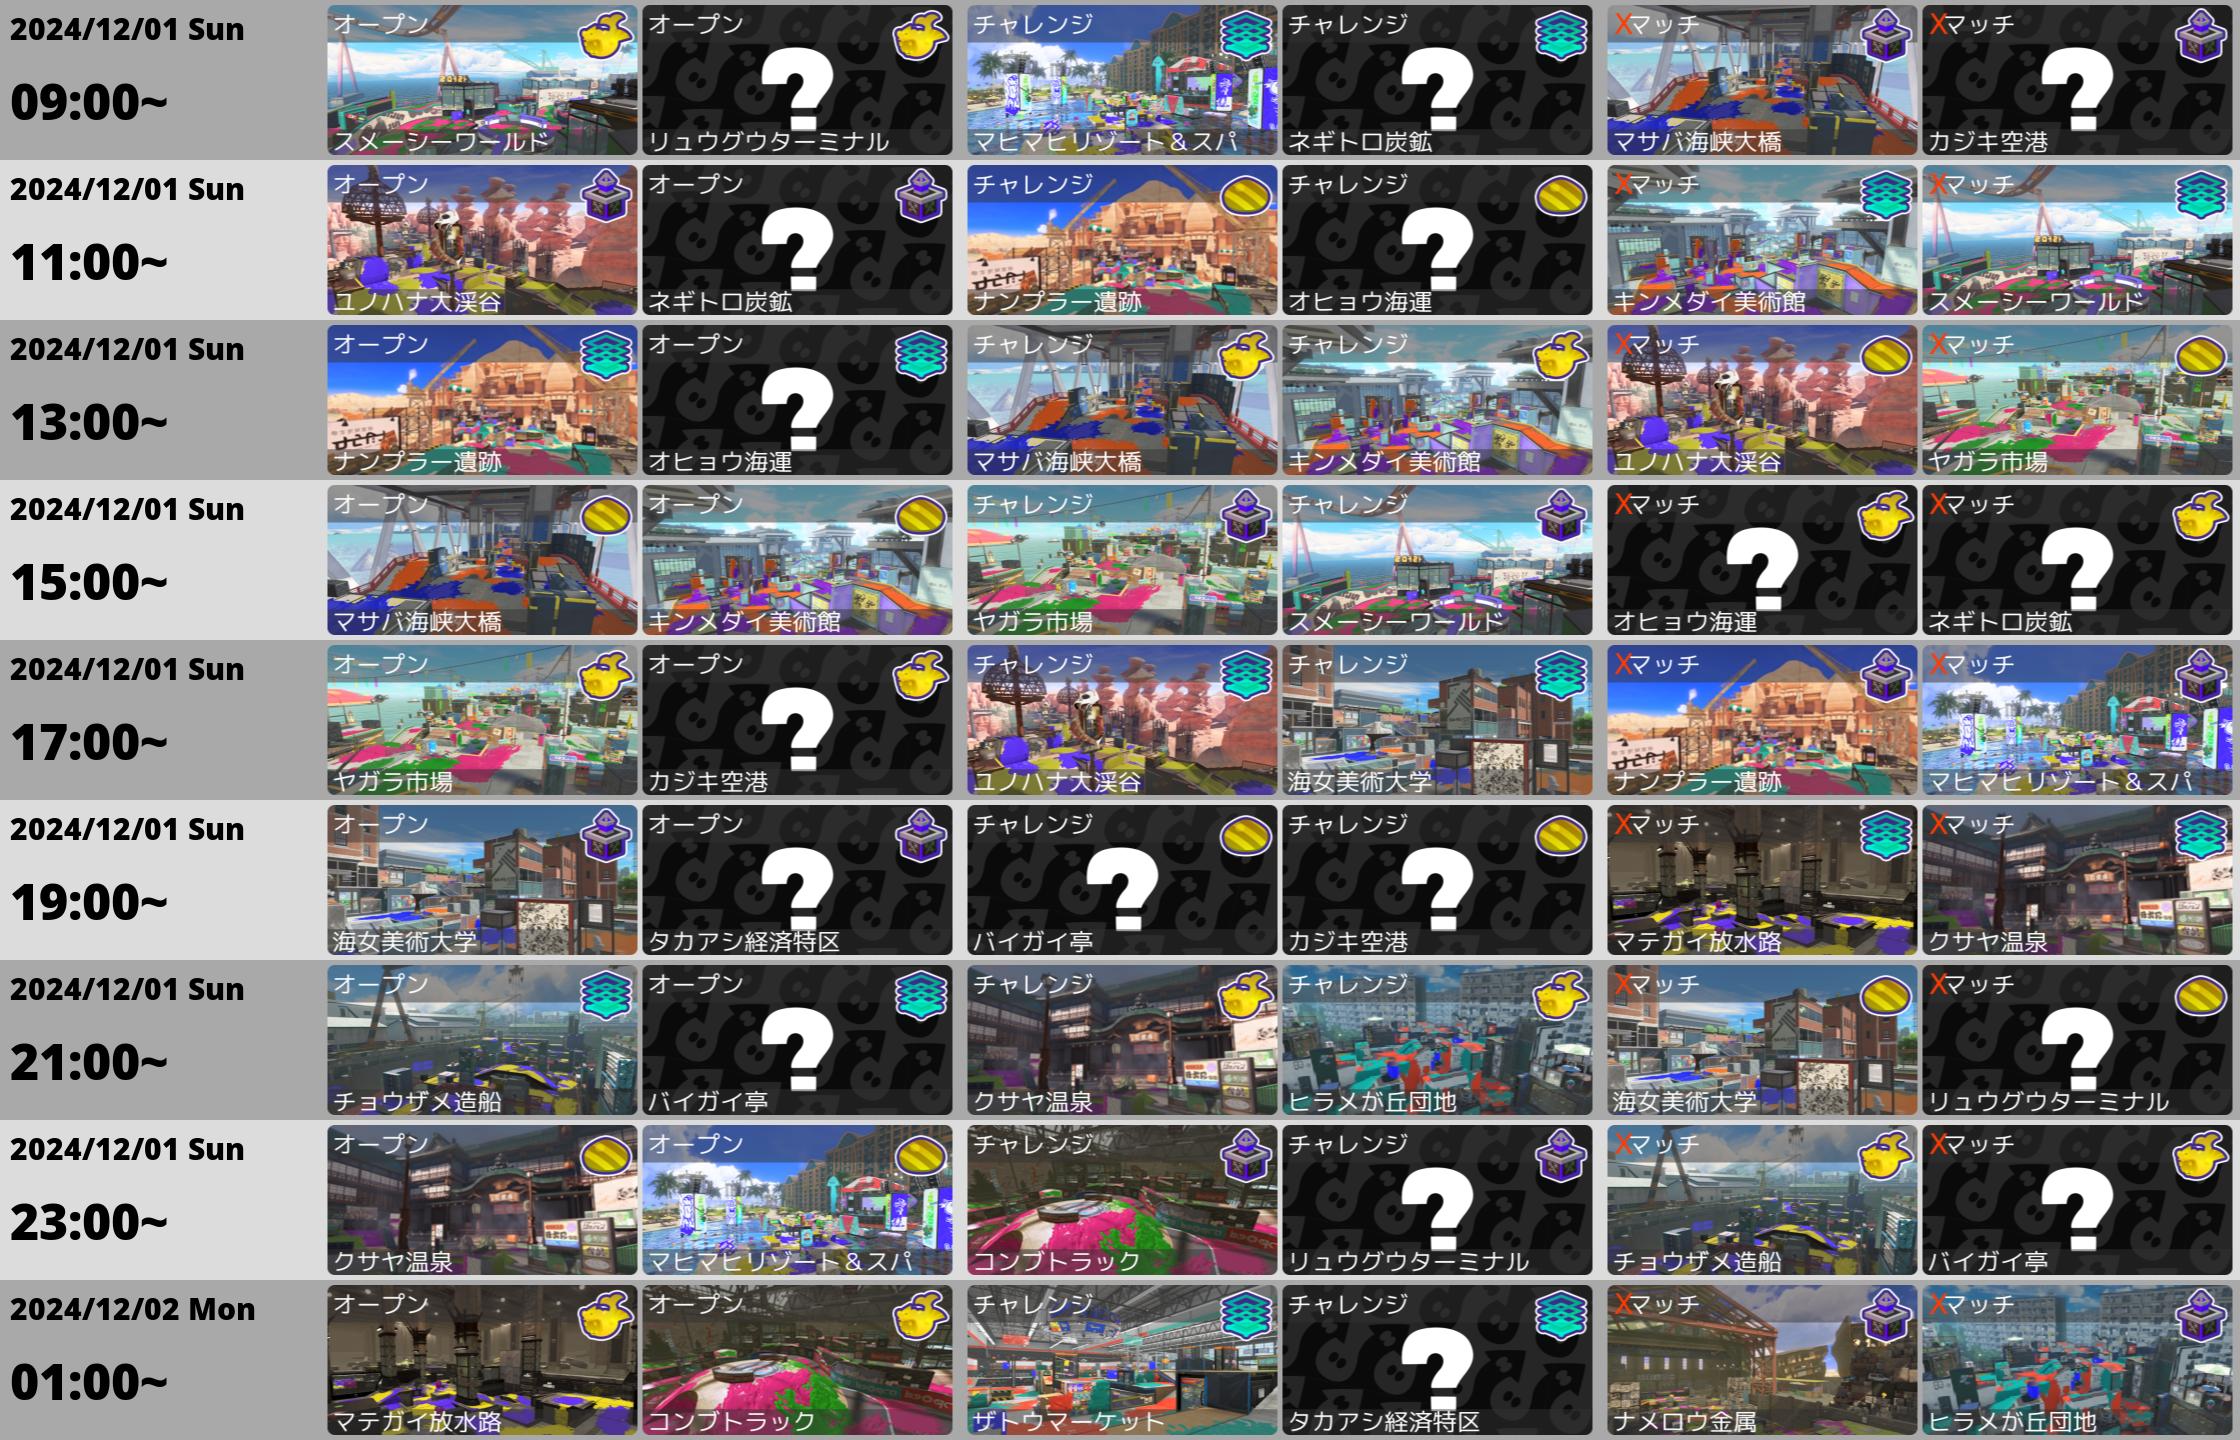 2024/12/01 Sun
09:00~
オープン
スメーシーワールド
オープン
リュウグウターミナル
チャレンジ
マヒマヒリゾート＆スパ
チャレンジ
ネギトロ炭鉱
Xマッチ
マサバ海峡大橋
Xマッチ
カジキ空港
2024/12/01 Sun
11:00~
オープン
ユノハナ大渓谷
オープン
ネギトロ炭鉱
チャレンジ
ナンプラー遺跡
チャレンジ
オヒョウ海運
Xマッチ
キンメダイ美術館
Xマッチ
スメーシーワールド
2024/12/01 Sun
13:00~
オープン
ナンプラー遺跡
オープン
オヒョウ海運
チャレンジ
マサバ海峡大橋
チャレンジ
キンメダイ美術館
Xマッチ
ユノハナ大渓谷
Xマッチ
ヤガラ市場
2024/12/01 Sun
15:00~
オープン
マサバ海峡大橋
オープン
キンメダイ美術館
チャレンジ
ヤガラ市場
チャレンジ
スメーシーワールド
Xマッチ
オヒョウ海運
Xマッチ
ネギトロ炭鉱
2024/12/01 Sun
17:00~
オープン
ヤガラ市場
オープン
カジキ空港
チャレンジ
ユノハナ大渓谷
チャレンジ
海女美術大学
Xマッチ
ナンプラー遺跡
Xマッチ
マヒマヒリゾート＆スパ
2024/12/01 Sun
19:00~
オープン
海女美術大学
オープン
タカアシ経済特区
チャレンジ
バイガイ亭
チャレンジ
カジキ空港
Xマッチ
マテガイ放水路
Xマッチ
クサヤ温泉
2024/12/01 Sun
21:00~
オープン
チョウザメ造船
オープン
バイガイ亭
チャレンジ
クサヤ温泉
チャレンジ
ヒラメが丘団地
Xマッチ
海女美術大学
Xマッチ
リュウグウターミナル
2024/12/01 Sun
23:00~
オープン
クサヤ温泉
オープン
マヒマヒリゾート＆スパ
チャレンジ
コンブトラック
チャレンジ
リュウグウターミナル
Xマッチ
チョウザメ造船
Xマッチ
バイガイ亭
2024/12/02 Mon
01:00~
オープン
マテガイ放水路
オープン
コンブトラック
チャレンジ
ザトウマーケット
チャレンジ
タカアシ経済特区
Xマッチ
ナメロウ金属
Xマッチ
ヒラメが丘団地